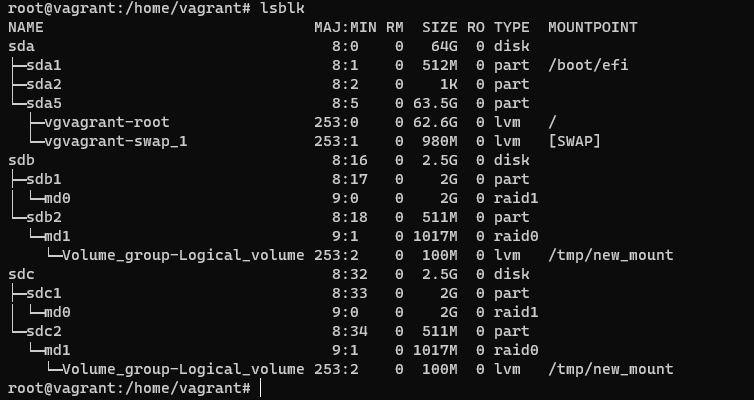 root@vagrant:/home/vagrant# lsblk
NAME                              MAJ:MIN RM  SIZE RO TYPE  MOUNTPOINT
sda                                 8:0    0   64G  0 disk
├─sda1                              8:1    0  512M  0 part  /boot/efi
├─sda2                              8:2    0    1K  0 part
└─sda5                              8:5    0 63.5G  0 part
  ├─vgvagrant-root                253:0    0 62.6G  0 lvm   /
  └─vgvagrant-swap_1              253:1    0  980M  0 lvm   [SWAP]
sdb                                 8:16   0  2.5G  0 disk
├─sdb1                              8:17   0    2G  0 part
│ └─md0                             9:0    0    2G  0 raid1
└─sdb2                              8:18   0  511M  0 part
  └─md1                             9:1    0 1017M  0 raid0
    └─Volume_group-Logical_volume 253:2    0  100M  0 lvm   /tmp/new_mount
sdc                                 8:32   0  2.5G  0 disk
├─sdc1                              8:33   0    2G  0 part
│ └─md0                             9:0    0    2G  0 raid1
└─sdc2                              8:34   0  511M  0 part
  └─md1                             9:1    0 1017M  0 raid0
    └─Volume_group-Logical_volume 253:2    0  100M  0 lvm   /tmp/new_mount
root@vagrant:/home/vagrant#